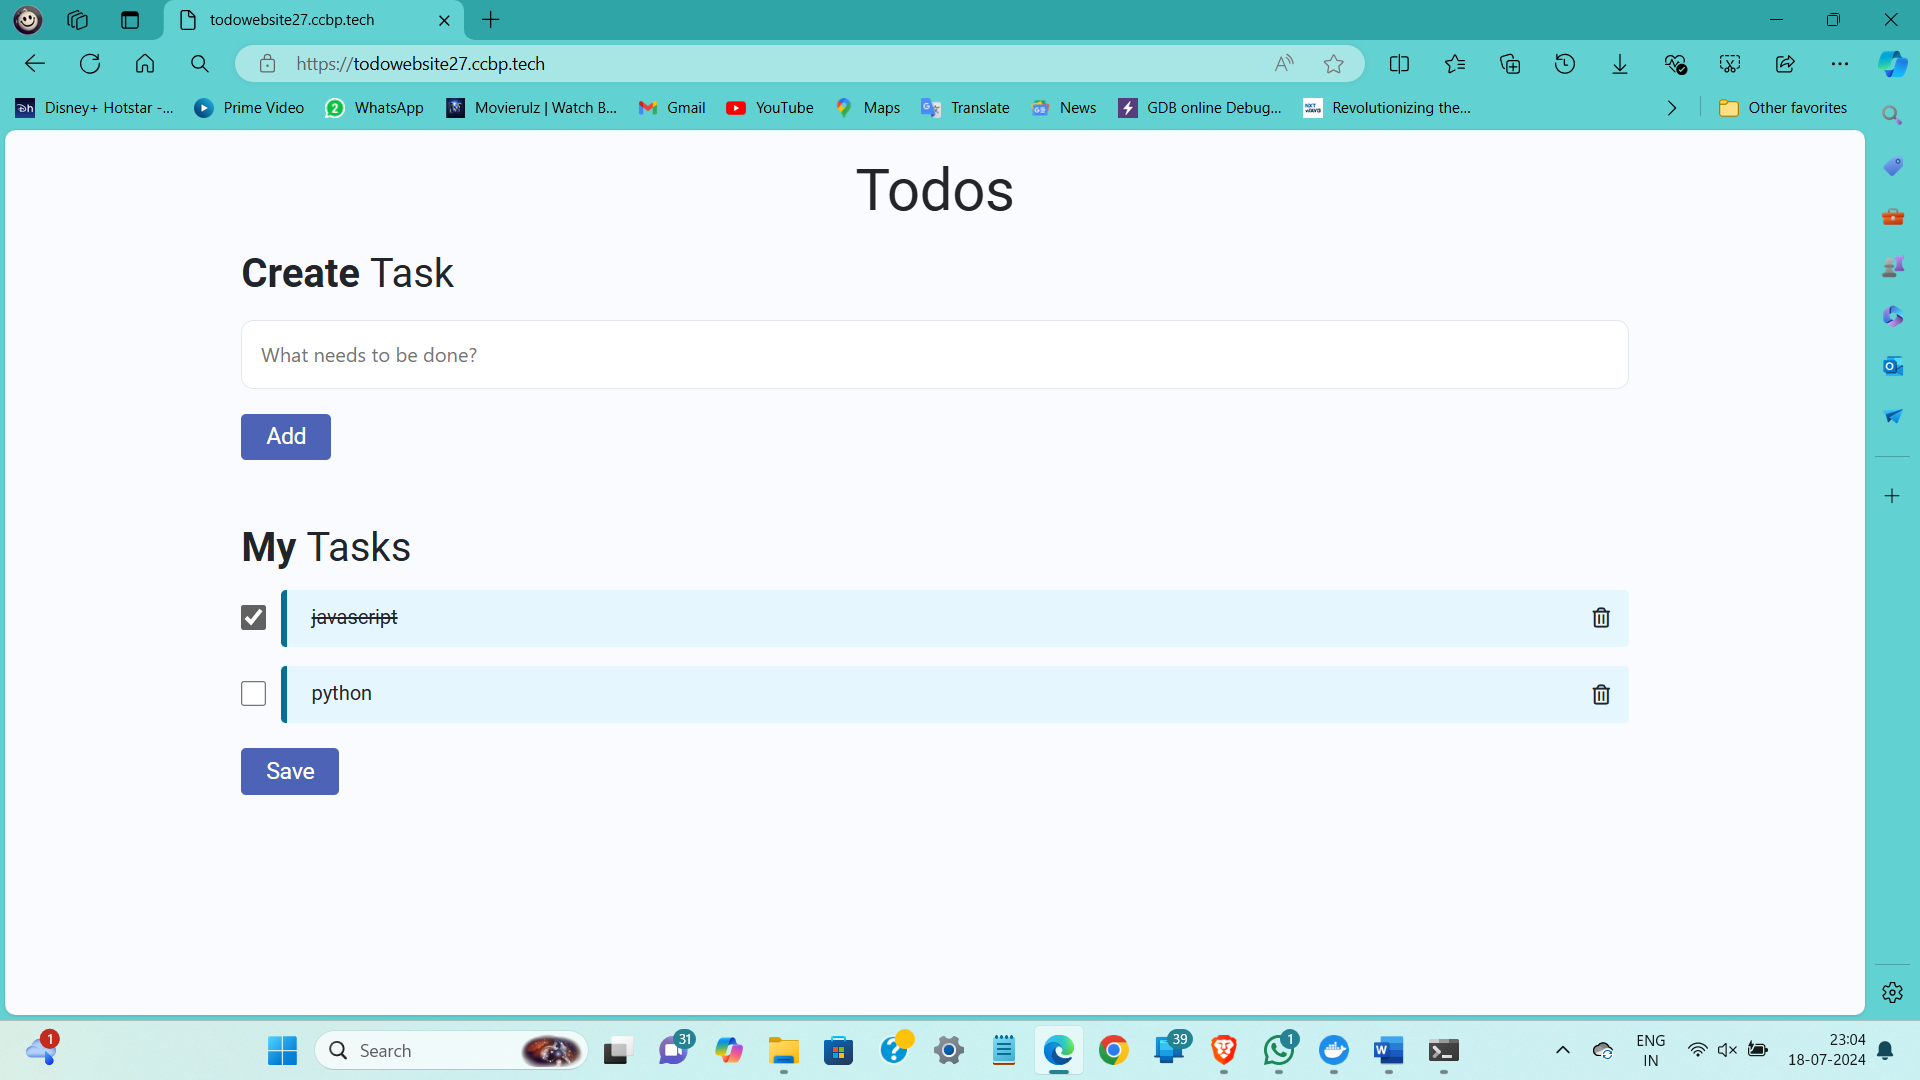 todowebsite27.ccbp.tech
https://todowebsite27.ccbp.tech
Disney+ Hotstar -... Prime Video WhatsApp Movierulz | Watch B... Gmail YouTube Maps Translate News GDB online Debug... Revolutionizing the... Other favorites
Todos
Create Task
What needs to be done?
Add
My Tasks
javascript
python
Save
1
Search
31
39
1
ENG
IN
23:04
18-07-2024